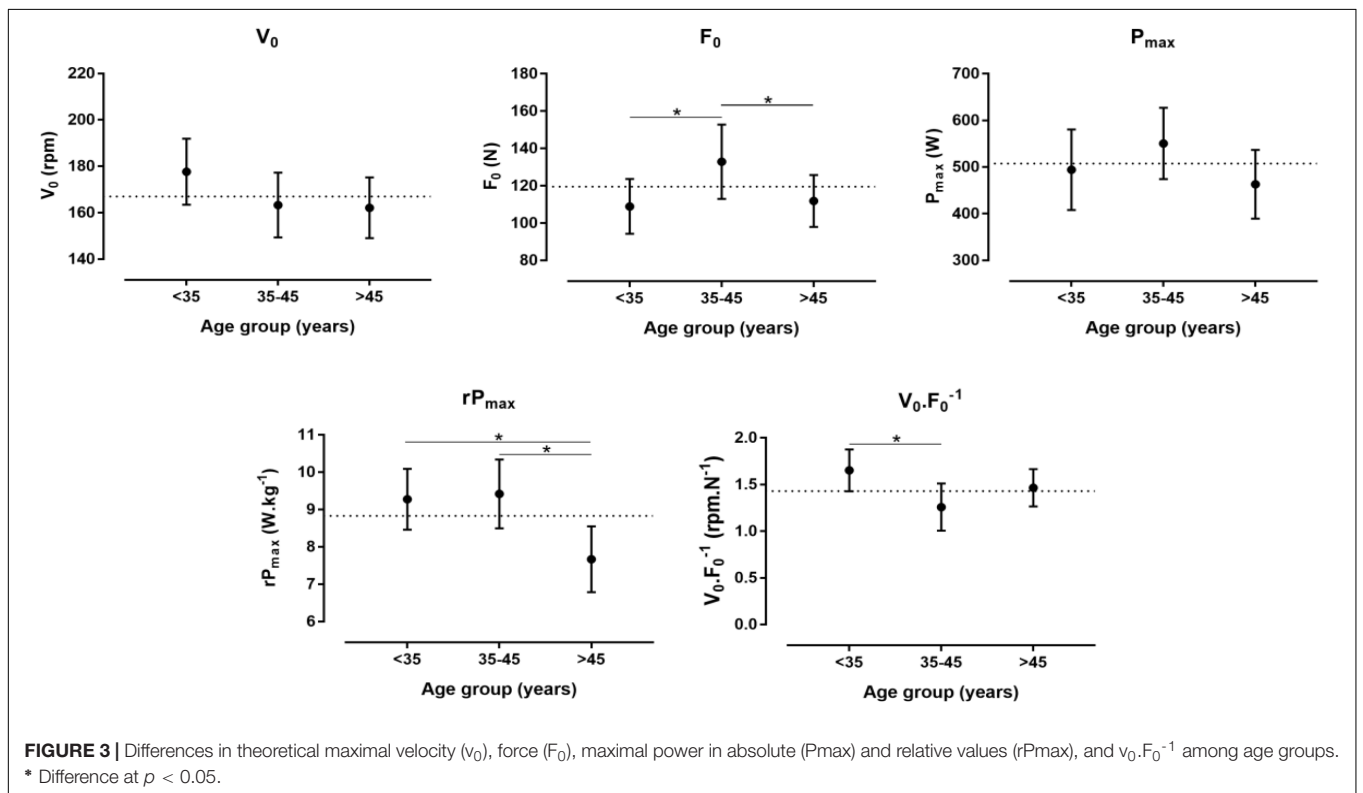 V₀
220
200
180
160
140
V₀ (rpm)
<35 35-45 >45
Age group (years)
F₀
180
160
140
120
100
80
F₀ (N)
* *
<35 35-45 >45
Age group (years)
Pmax
700
600
500
400
300
Pmax (W)
<35 35-45 >45
Age group (years)
rPmax
11
10
9
8
7
6
rPmax (W.kg⁻¹)
*
*
<35 35-45 >45
Age group (years)
V₀.F₀⁻¹
2.0
1.5
1.0
0.5
0.0
V₀.F₀⁻¹ (rpm.N⁻¹)
*
<35 35-45 >45
Age group (years)
FIGURE 3 | Differences in theoretical maximal velocity (v₀), force (F₀), maximal power in absolute (Pmax) and relative values (rPmax), and v₀.F₀⁻¹ among age groups.
* Difference at p < 0.05.